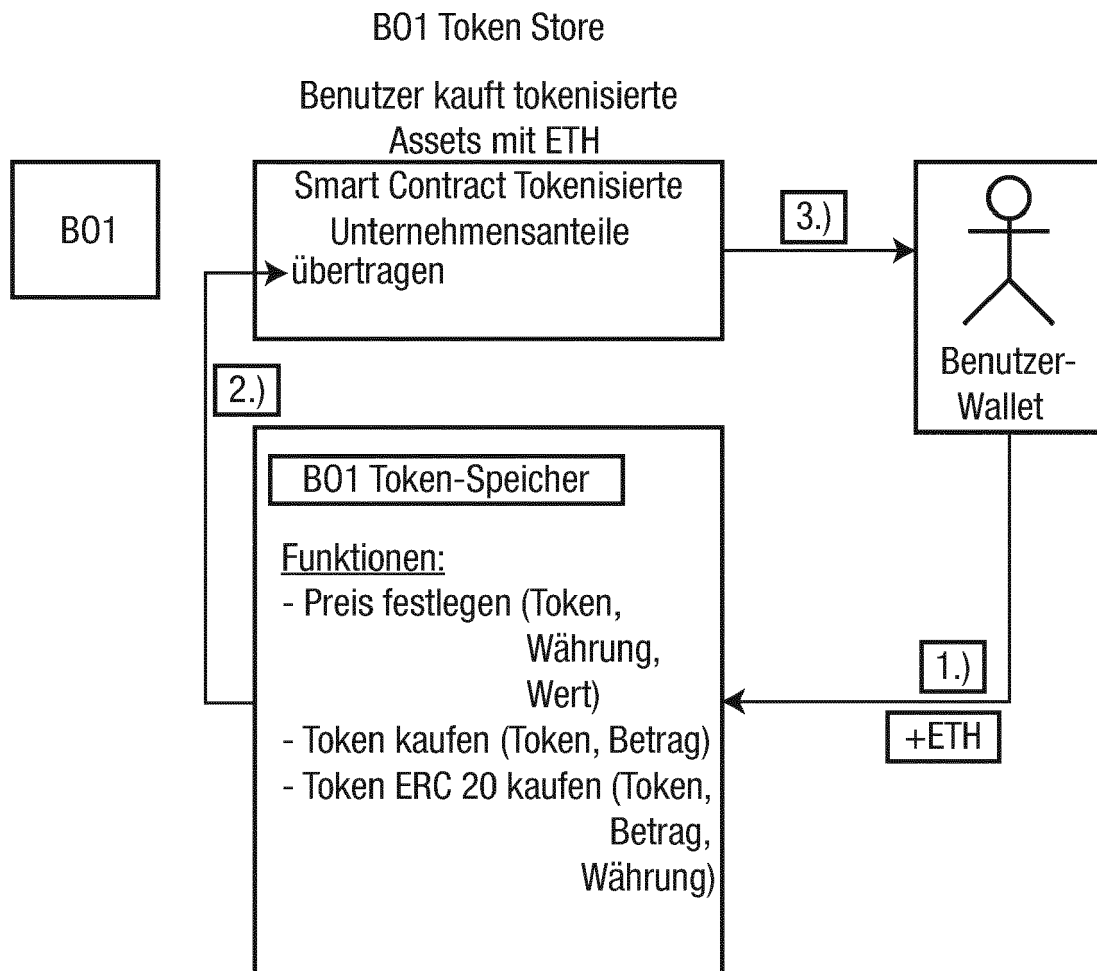 B01 Token Store
Benutzer kauft tokenisierte
Assets mit ETH
B01
Smart Contract Tokenisierte
Unternehmensanteile
übertragen
3.)
Benutzer-
Wallet
2.)
B01 Token-Speicher
Funktionen:
- Preis festlegen (Token,
Währung,
Wert)
- Token kaufen (Token, Betrag)
- Token ERC 20 kaufen (Token,
Betrag,
Währung)
1.)
+ETH